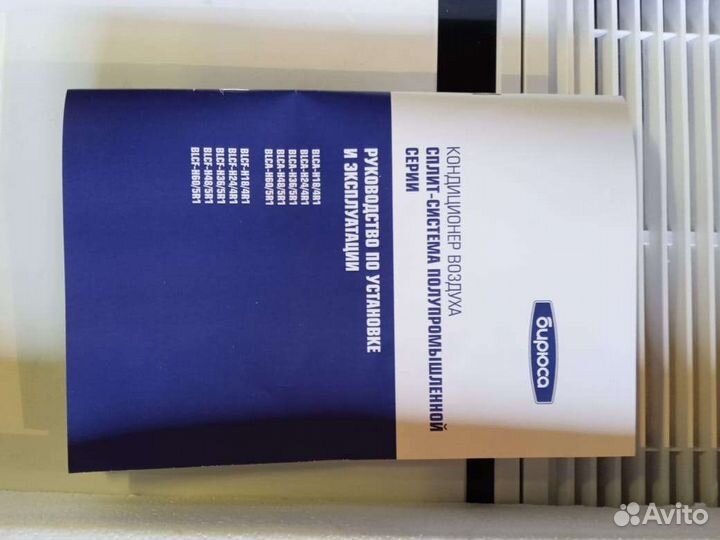 бирюса
КОНДИЦИОНЕР ВОЗДУХА
СПЛИТ-СИСТЕМА ПОЛУПРОМЫШЛЕННОЙ
СЕРИИ
РУКОВОДСТВО ПО УСТАНОВКЕ
И ЭКСПЛУАТАЦИИ
BLCA-H18/4R1
BLCA-H24/4R1
BLCA-H36/5R1
BLCA-H48/5R1
BLCA-H60/5R1
BLCF-H18/4R1
BLCF-H24/4R1
BLCF-H36/5R1
BLCF-H48/5R1
BLCF-H60/5R1
Avito